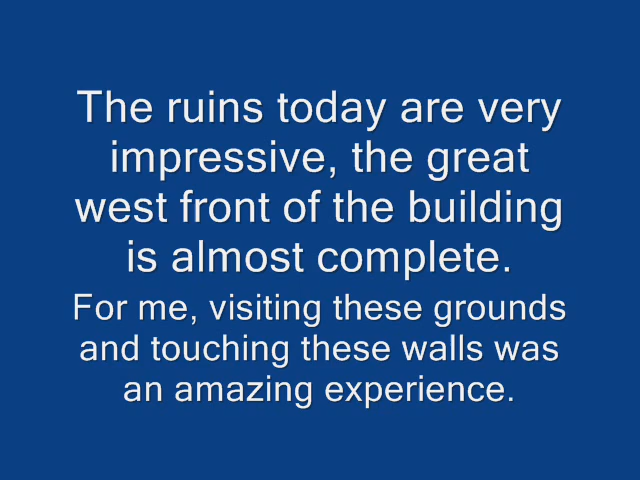 The ruins today are very
impressive, the great
west front of the building
is almost complete.
For me, visiting these grounds
and touching these walls was
an amazing experience.